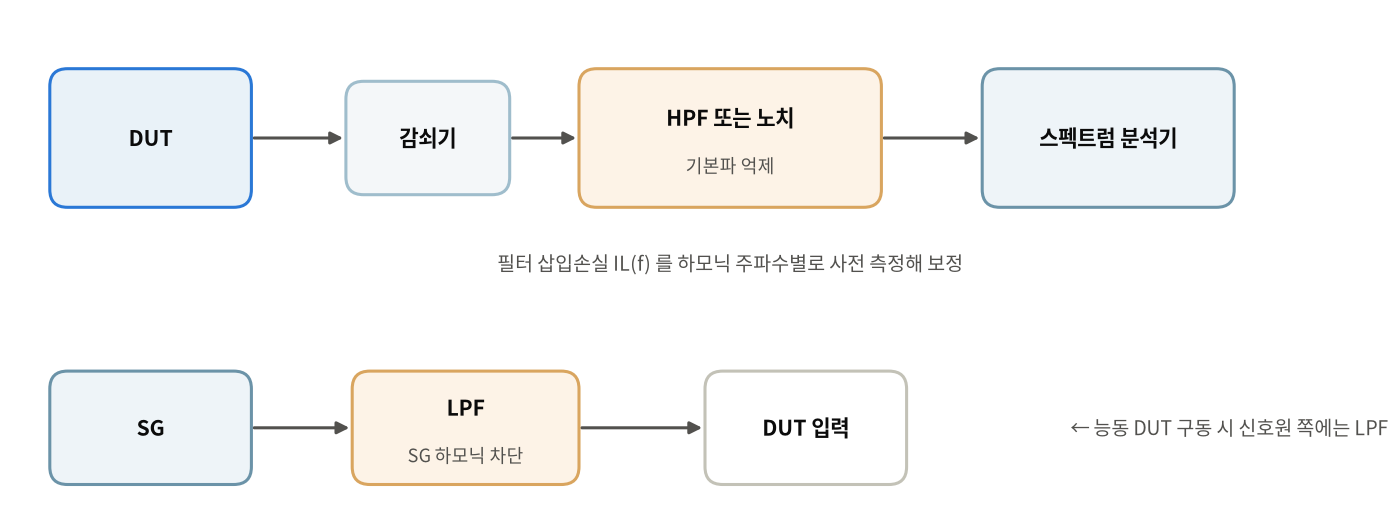 DUT
감쇠기
HPF 또는 노치
기본파 억제
스펙트럼 분석기
필터 삽입손실 IL(f) 를 하모닉 주파수별로 사전 측정해 보정
SG
LPF
SG 하모닉 차단
DUT 입력
← 능동 DUT 구동 시 신호원 쪽에는 LPF